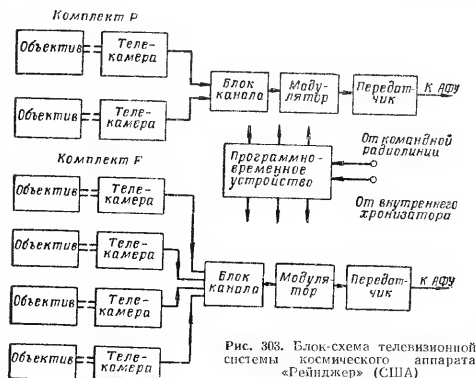 Комплект P
Объектив
Теле-
камера
Объектив
Теле-
камера
Блок
канала
Моду-
лятор
Передат-
чик
К АФУ
Программно-
временное
устройство
От командной
радиолинии
От внутреннего
хронизатора
Комплект F
Объектив
Теле-
камера
Объектив
Теле-
камера
Объектив
Теле-
камера
Объектив
Теле-
камера
Блок
канала
Модуля-
тор
Передат-
чик
К АФУ
Рис. 303. Блок-схема телевизионной
системы космического аппарата
«Рейнджер» (США)